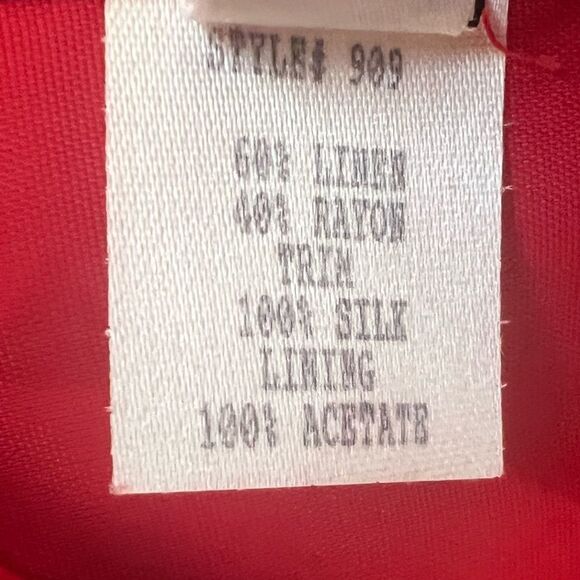 STYLE# 909
60% LINEN
40% RAYON
TRIM
100% SILK
LINING
100% ACETATE